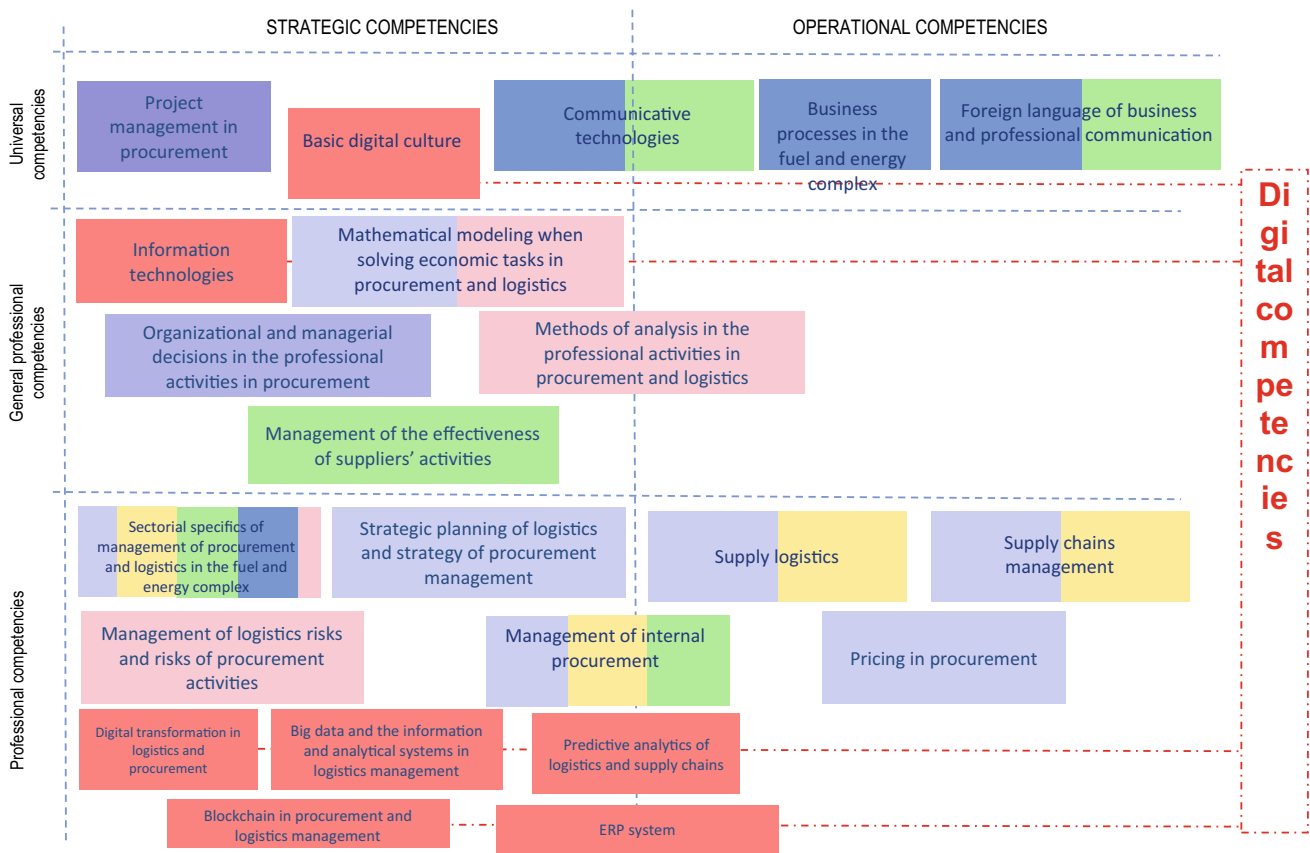 STRATEGIC COMPETENCIES
OPERATIONAL COMPETENCIES
Universal
competencies
Project
management in
procurement
Basic digital culture
Communicative
technologies
Business
processes in the
fuel and energy
complex
Foreign language of business
and professional communication
General professional
competencies
Information
technologies
Mathematical modeling when
solving economic tasks in
procurement and logistics
Organizational and managerial
decisions in the professional
activities in procurement
Methods of analysis in the
professional activities in
procurement and logistics
Management of the effectiveness
of suppliers’ activities
Professional competencies
Sectorial specifics of
management of procurement
and logistics in the fuel and
energy complex
Strategic planning of logistics
and strategy of procurement
management
Supply logistics
Supply chains
management
Management of logistics risks
and risks of procurement
activities
Management of internal
procurement
Pricing in procurement
Digital transformation in
logistics and
procurement
Big data and the information
and analytical systems in
logistics management
Predictive analytics of
logistics and supply chains
Blockchain in procurement and
logistics management
ERP system
Di
gi
tal
co
m
pe
te
nc
ie
s